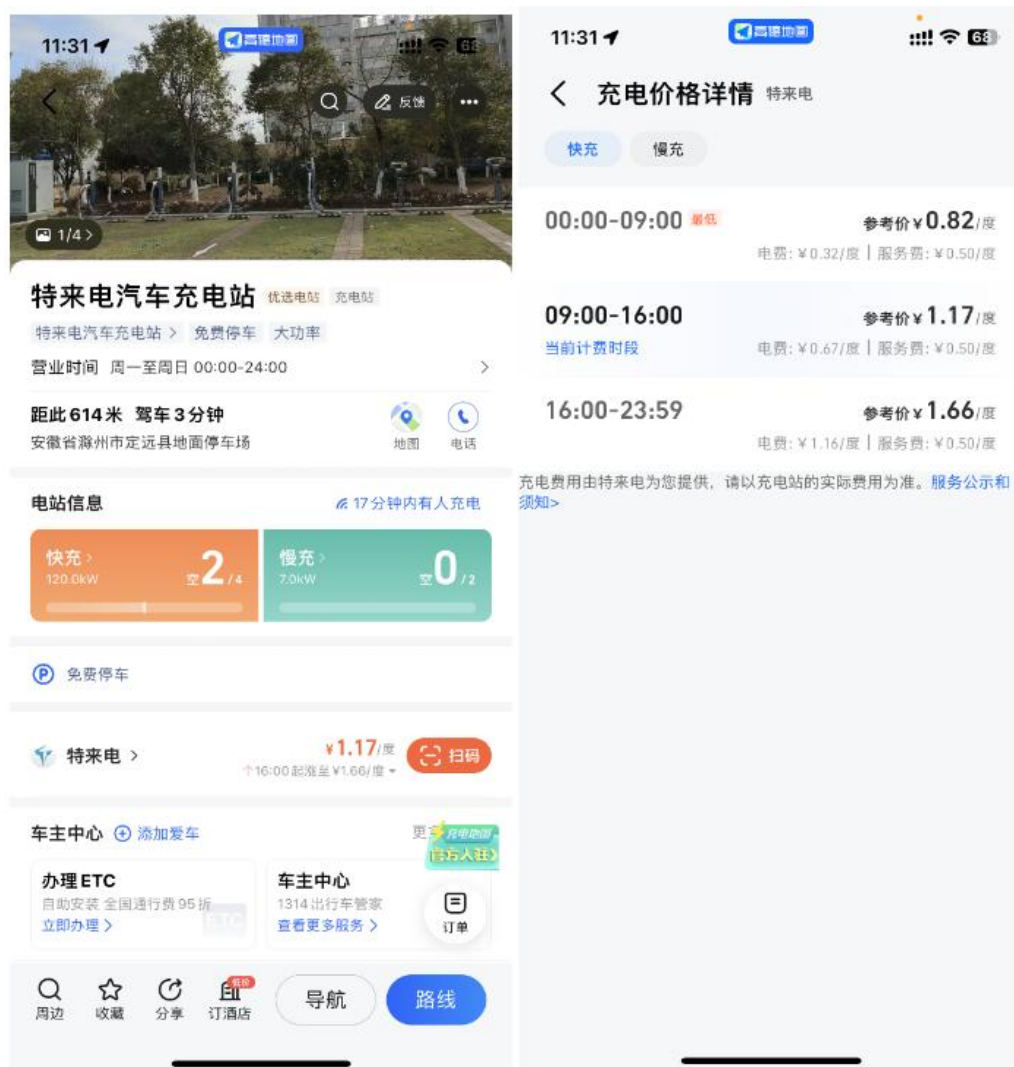 11:31
高德地图
68
反馈
1/4 >
特来电汽车充电站 优选电站 充电站
特来电汽车充电站 > 免费停车 大功率
营业时间 周一至周日 00:00-24:00
距此614米 驾车3分钟
安徽省滁州市定远县地面停车场
地图 电话
电站信息 17分钟内有人充电
快充 > 空 2 /4
120.0kW
慢充 > 空 0 /2
7.0kW
P 免费停车
特来电 > ¥1.17/度 扫码
↑16:00起涨至¥1.66/度
车主中心 添加爱车
充电地图
官方入驻>
办理ETC
自助安装 全国通行费95折
立即办理 >
ETC
车主中心
1314出行车管家
查看更多服务 >
订单
周边 收藏 分享 订酒店 低价 导航 路线
11:31
高德地图
68
< 充电价格详情 特来电
快充 慢充
00:00-09:00 最低 参考价¥0.82/度
电费: ¥0.32/度 | 服务费: ¥0.50/度
09:00-16:00 参考价¥1.17/度
当前计费时段 电费: ¥0.67/度 | 服务费: ¥0.50/度
16:00-23:59 参考价¥1.66/度
电费: ¥1.16/度 | 服务费: ¥0.50/度
充电费用由特来电为您提供，请以充电站的实际费用为准。服务公示和
须知>